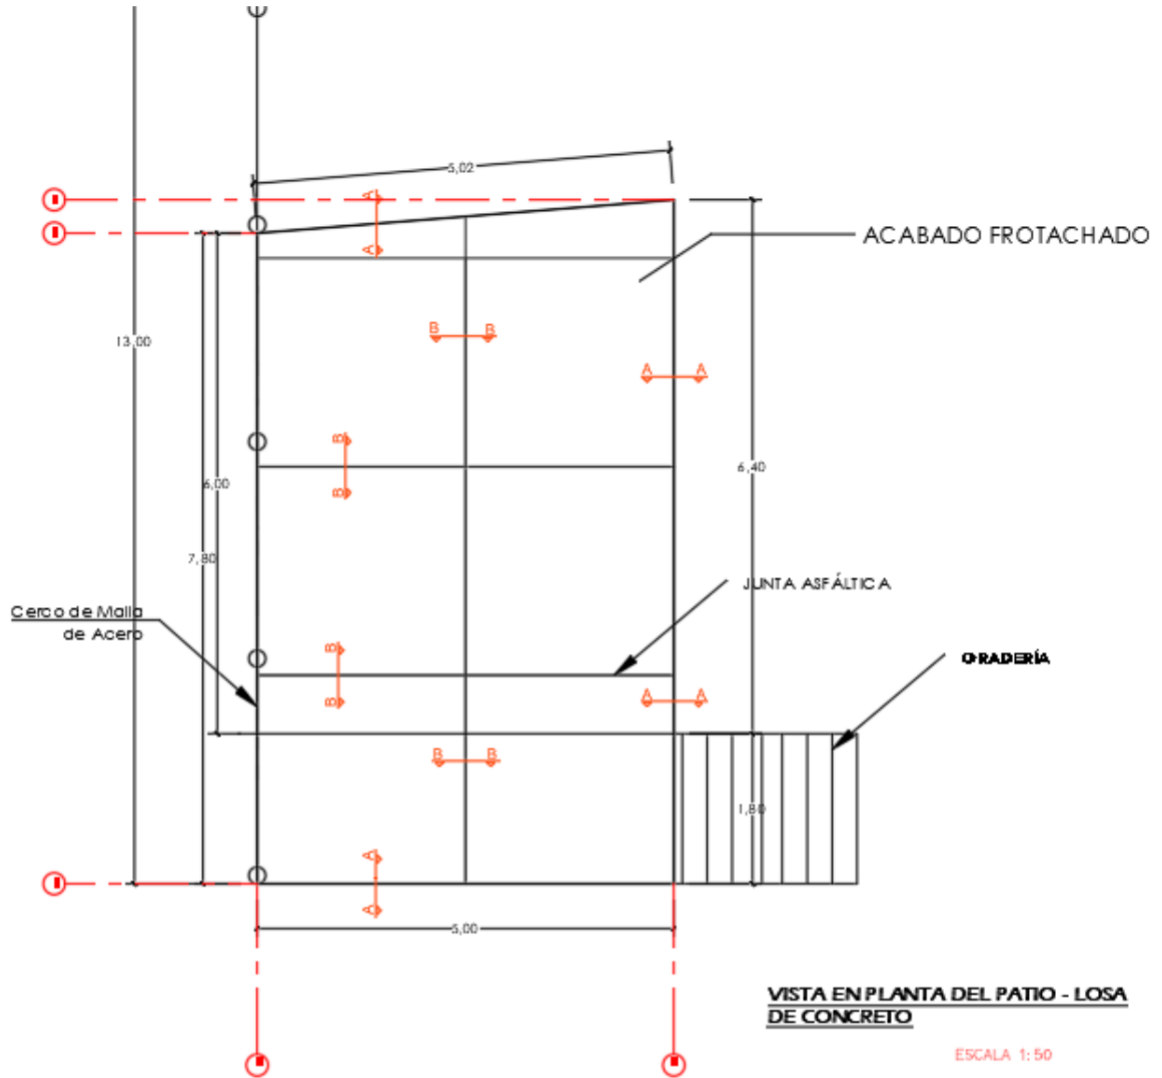 5,02
A
A
ACABADO FROTACHADO
B B
13,00
A A
B
6,40
6,00
B
7,80
JUNTA ASFÁLTICA
Cerco de Malla
de Acero
B
GRADERÍA
B
A A
B B
1,80
A
A
5,00
VISTA EN PLANTA DEL PATIO - LOSA
DE CONCRETO
ESCALA 1:50